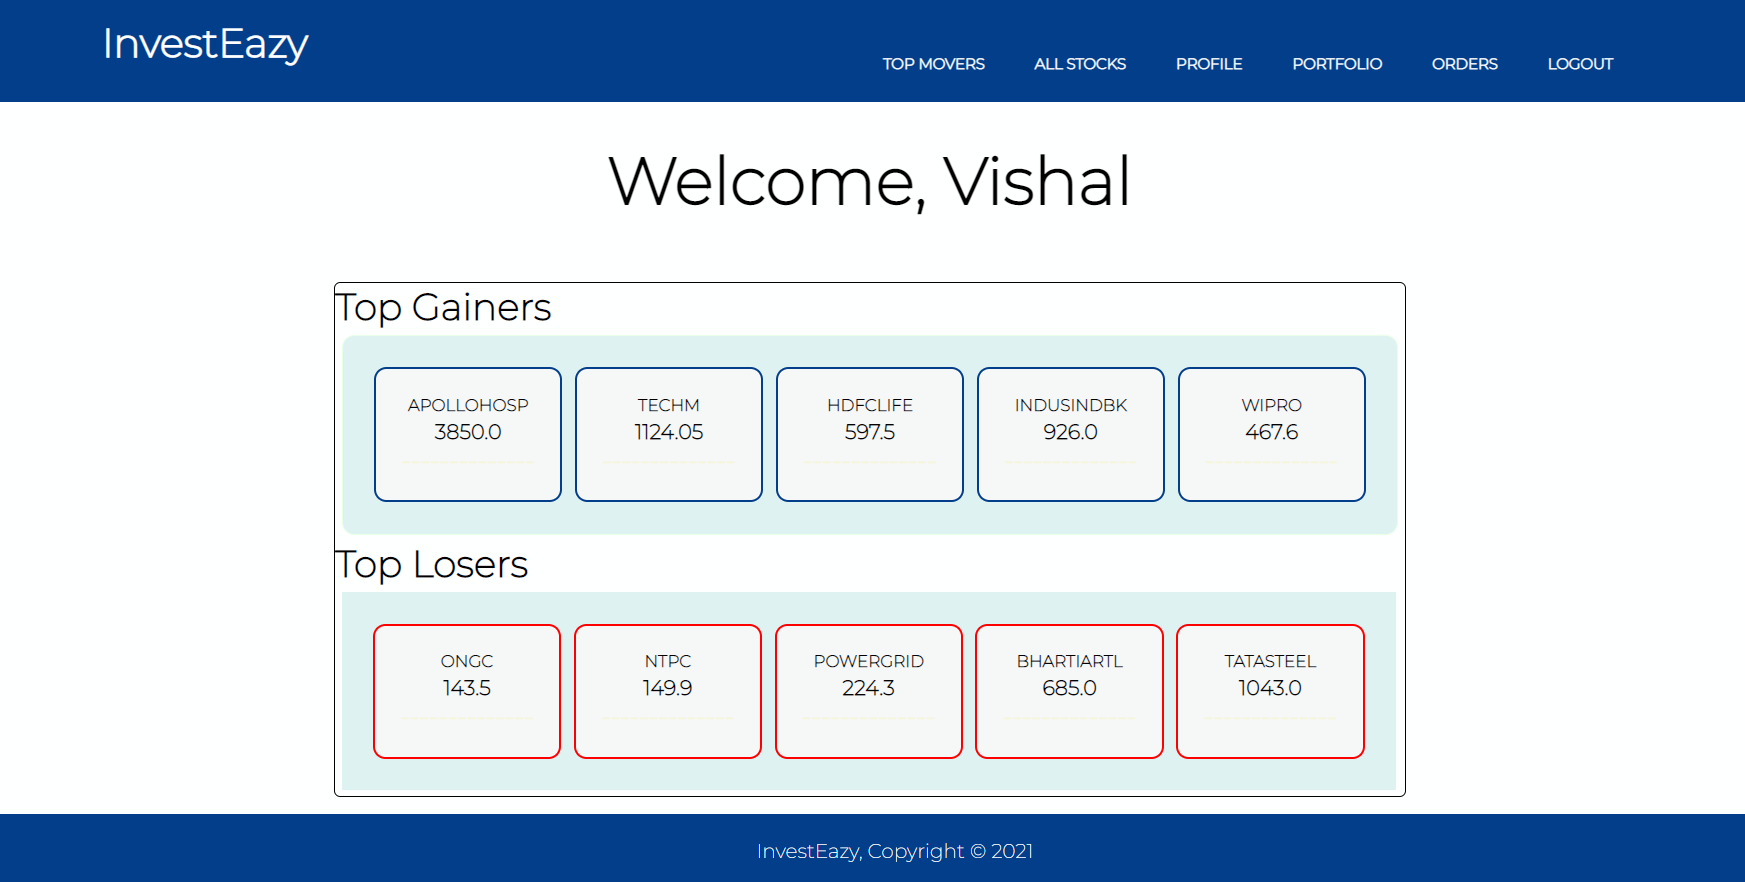 InvestEazy
TOP MOVERS ALL STOCKS PROFILE PORTFOLIO ORDERS LOGOUT
Welcome, Vishal
Top Gainers
APOLLOHOSP TECHM HDFCLIFE INDUSINDBK WIPRO
3850.0 1124.05 597.5 926.0 467.6
Top Losers
ONGC NTPC POWERGRID BHARTIARTL TATASTEEL
143.5 149.9 224.3 685.0 1043.0
InvestEazy, Copyright © 2021